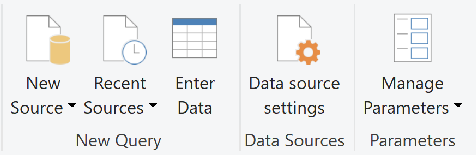 New Source
Recent Sources
Enter Data
Data source settings
Manage Parameters
New Query
Data Sources
Parameters